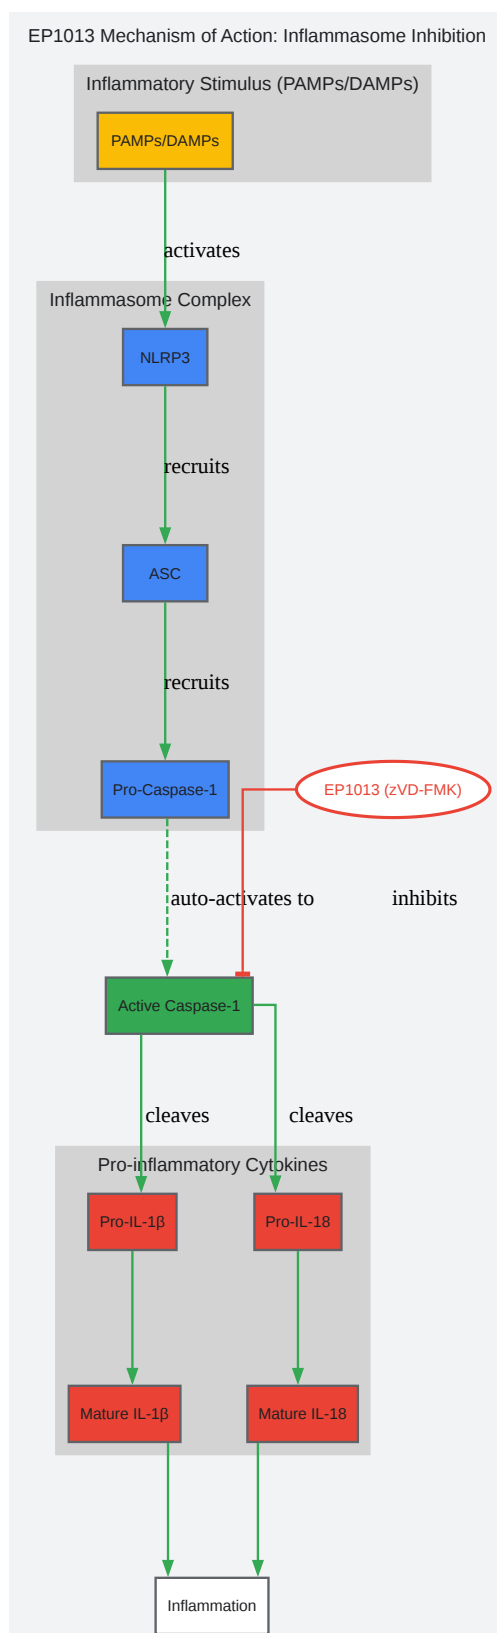 EP1013 Mechanism of Action: Inflammasome Inhibition
Inflammatory Stimulus (PAMPs/DAMPs)
PAMPs/DAMPs
activates
Inflammasome Complex
NLRP3
recruits
ASC
recruits
Pro-Caspase-1
EP1013 (zVD-FMK)
auto-activates to
inhibits
Active Caspase-1
cleaves
cleaves
Pro-inflammatory Cytokines
Pro-IL-1β
Pro-IL-18
Mature IL-1β
Mature IL-18
Inflammation